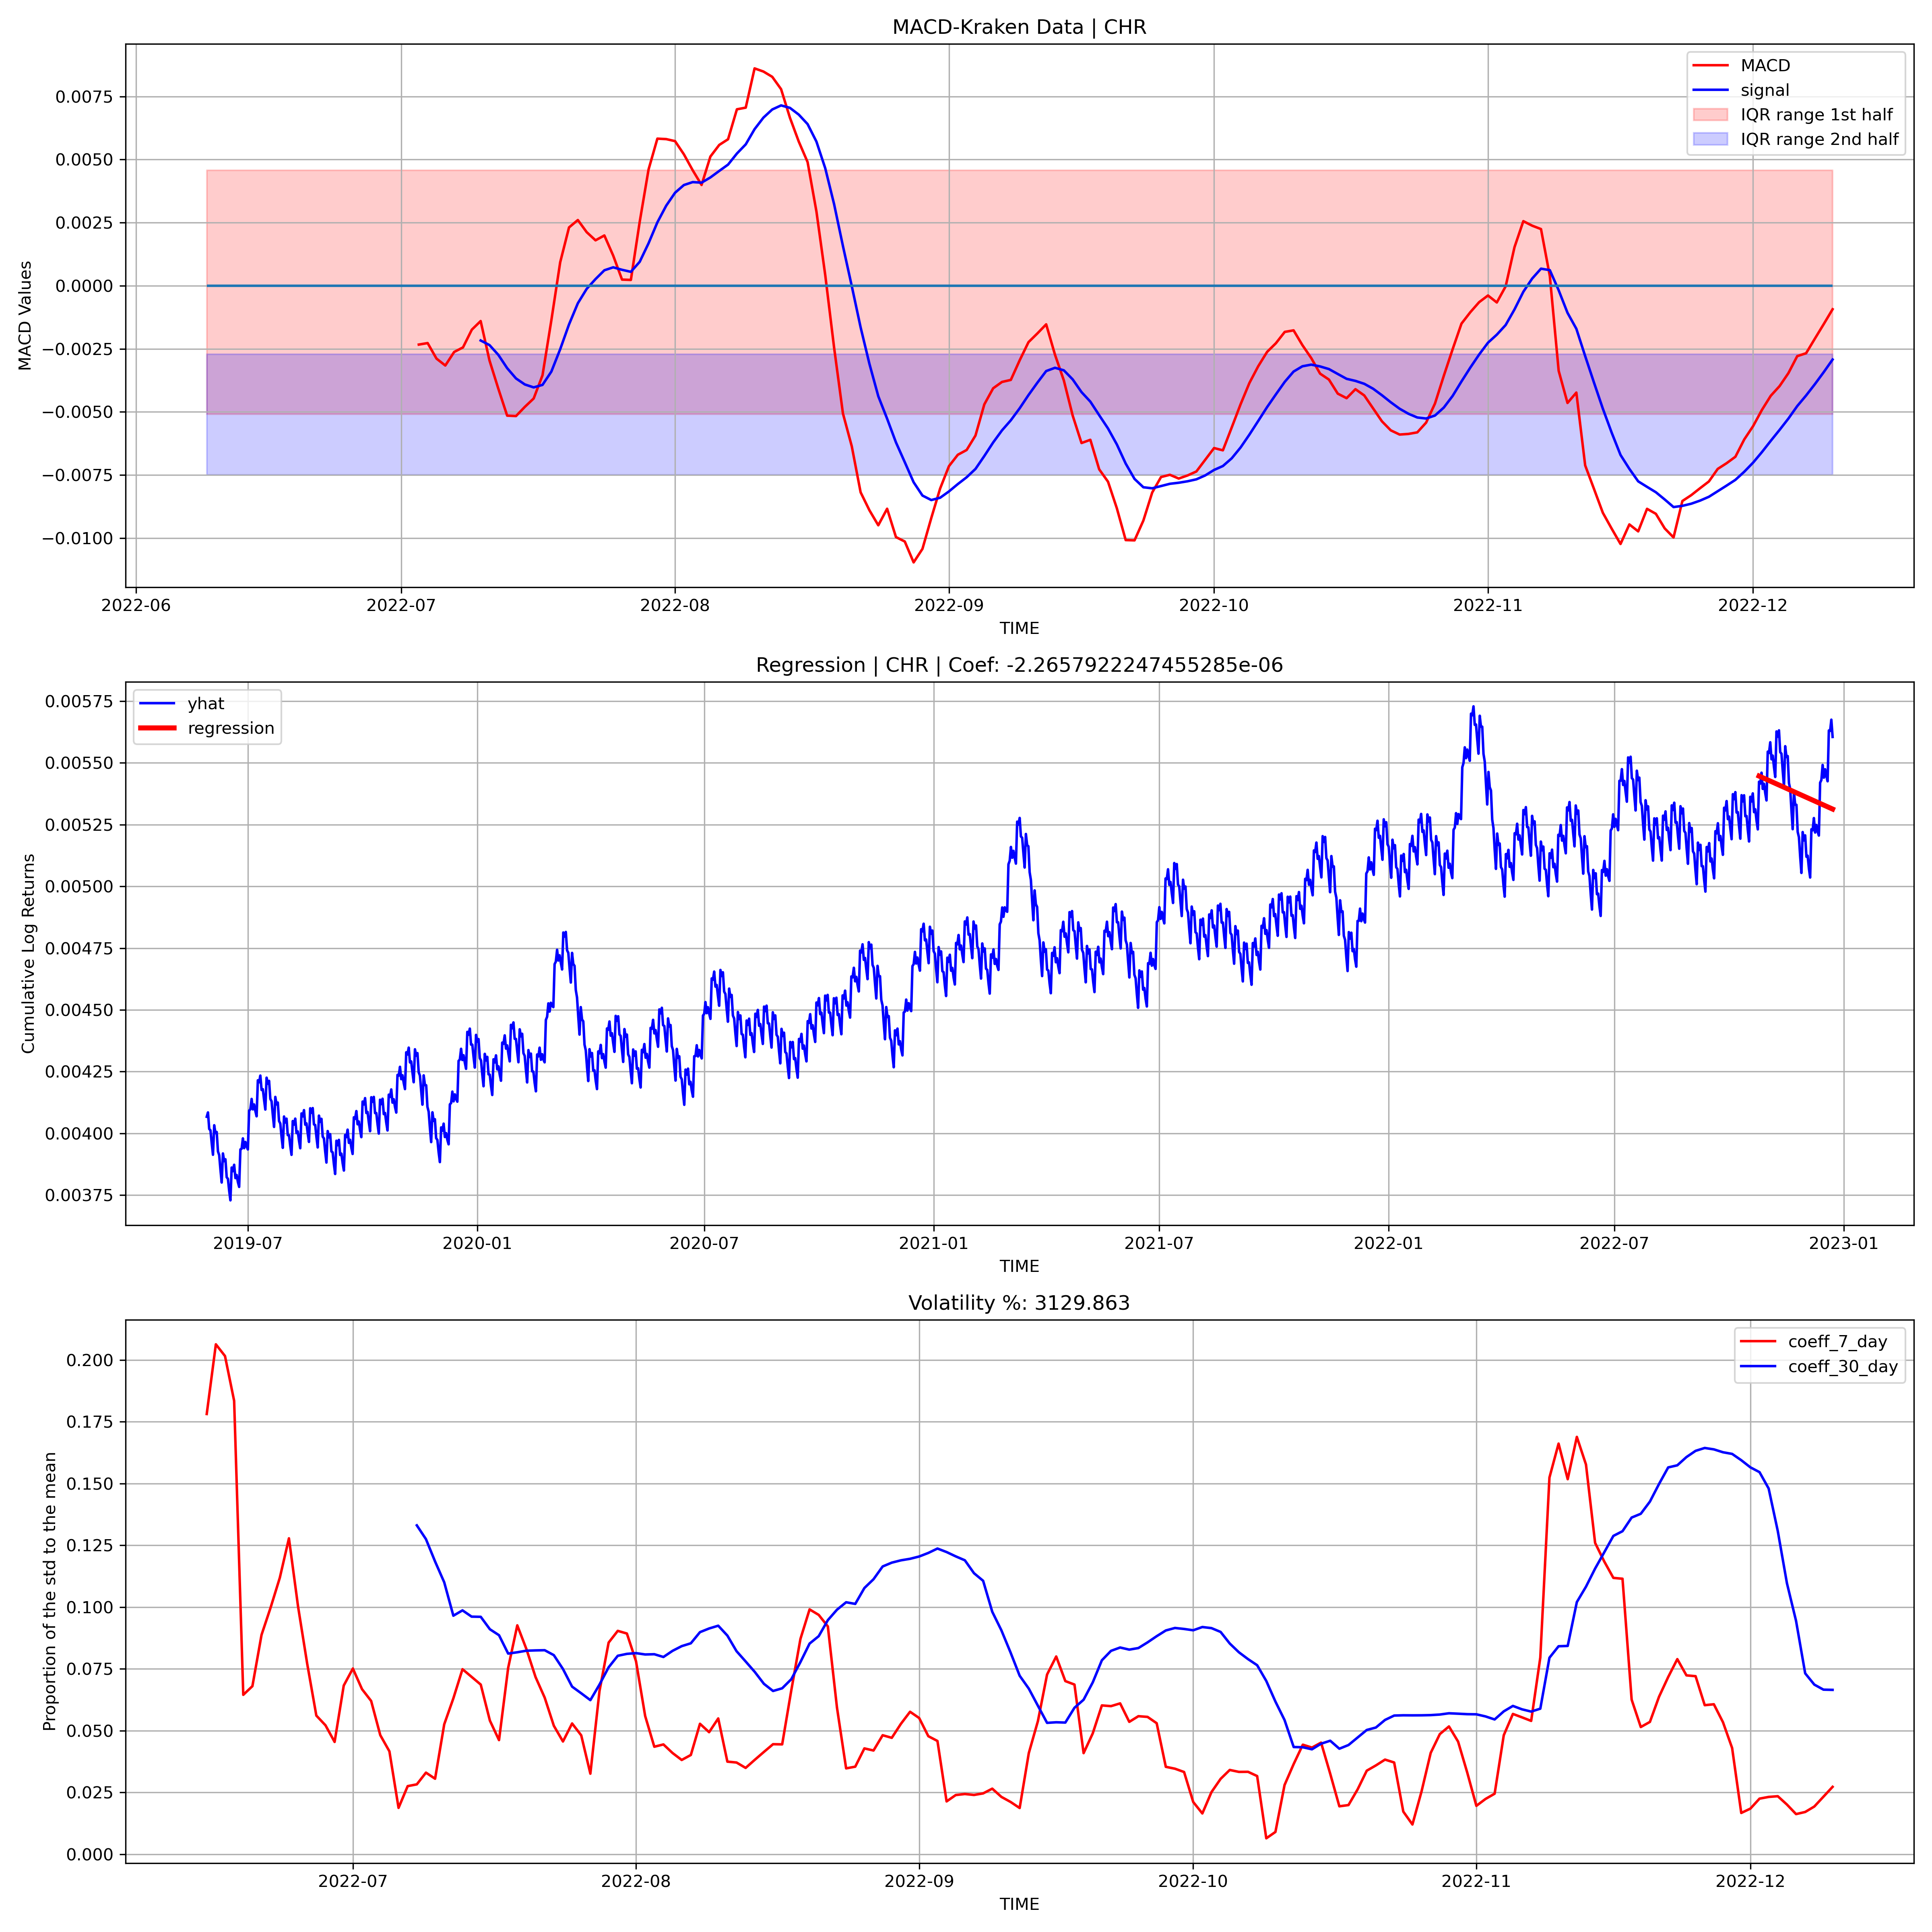 MACD-Kraken Data | CHR
MACD
signal
IQR range 1st half
IQR range 2nd half
MACD Values
0.0075
0.0050
0.0025
0.0000
−0.0025
−0.0050
−0.0075
−0.0100
2022-06 2022-07 2022-08 2022-09 2022-10 2022-11 2022-12
TIME
Regression | CHR | Coef: -2.2657922247455285e-06
yhat
regression
Cumulative Log Returns
0.00575
0.00550
0.00525
0.00500
0.00475
0.00450
0.00425
0.00400
0.00375
2019-07 2020-01 2020-07 2021-01 2021-07 2022-01 2022-07 2023-01
TIME
Volatility %: 3129.863
coeff_7_day
coeff_30_day
Proportion of the std to the mean
0.200
0.175
0.150
0.125
0.100
0.075
0.050
0.025
0.000
2022-07 2022-08 2022-09 2022-10 2022-11 2022-12
TIME